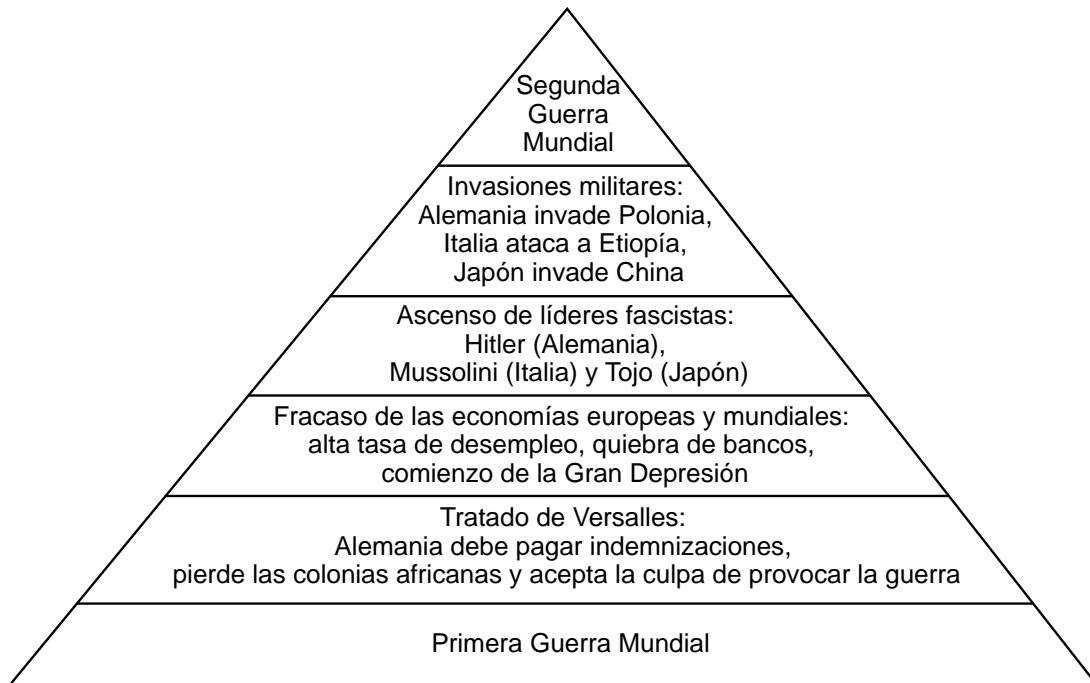 Segunda
Guerra
Mundial
Invasiones militares:
Alemania invade Polonia,
Italia ataca a Etiopía,
Japón invade China
Ascenso de líderes fascistas:
Hitler (Alemania),
Mussolini (Italia) y Tojo (Japón)
Fracaso de las economías europeas y mundiales:
alta tasa de desempleo, quiebra de bancos,
comienzo de la Gran Depresión
Tratado de Versalles:
Alemania debe pagar indemnizaciones,
pierde las colonias africanas y acepta la culpa de provocar la guerra
Primera Guerra Mundial